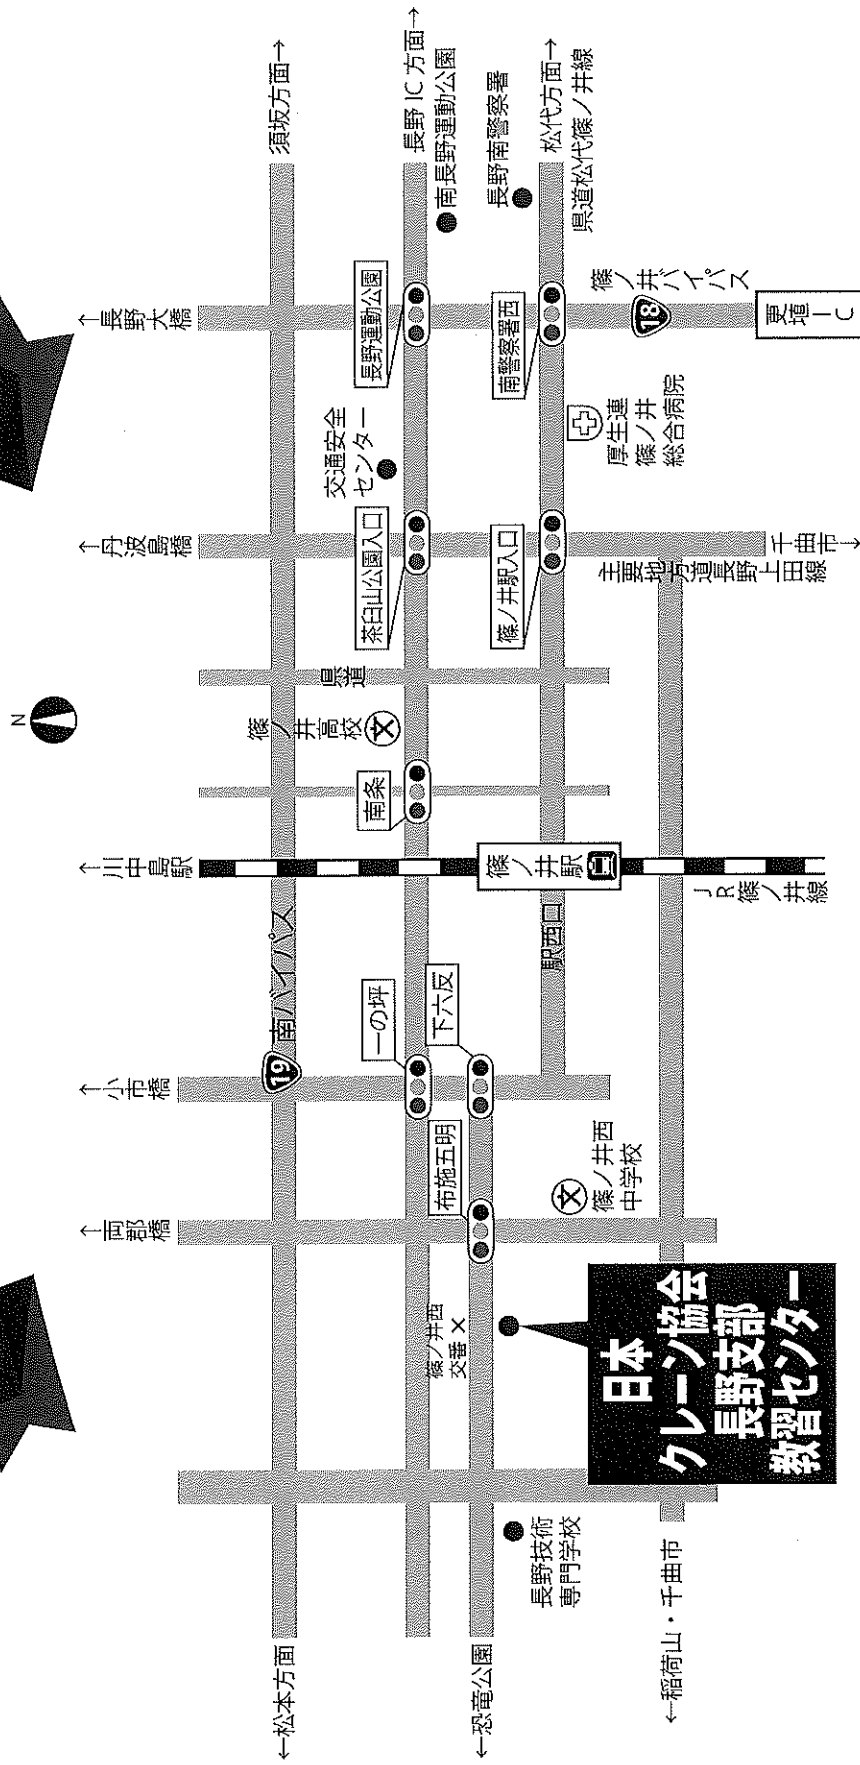 N
←長野大橋
←丹波島橋
←川中島駅
←小市橋
←両郡橋
須坂方面→
長野IC方面→
南長野運動公園
長野南警察署
松代方面→
県道松代篠ノ井線
長野運動公園
南警察署西
篠ノ井バイパス
18
更埴IC
交通安全
センター
厚生連
篠ノ井
総合病院
茶臼山公園入口
篠ノ井駅入口
千曲市→
主要地方道長野上田線
県道
篠ノ井高校
文
南条
篠ノ井駅
JR篠ノ井線
駅西口
19
南バイパス
一の坪
下六反
布施五明
文
篠ノ井西
中学校
篠ノ井西
交番
日本
クレーン協会
長野支部
教習センター
長野技術
専門学校
←松本方面
←恐竜公園
←稲荷山・千曲市